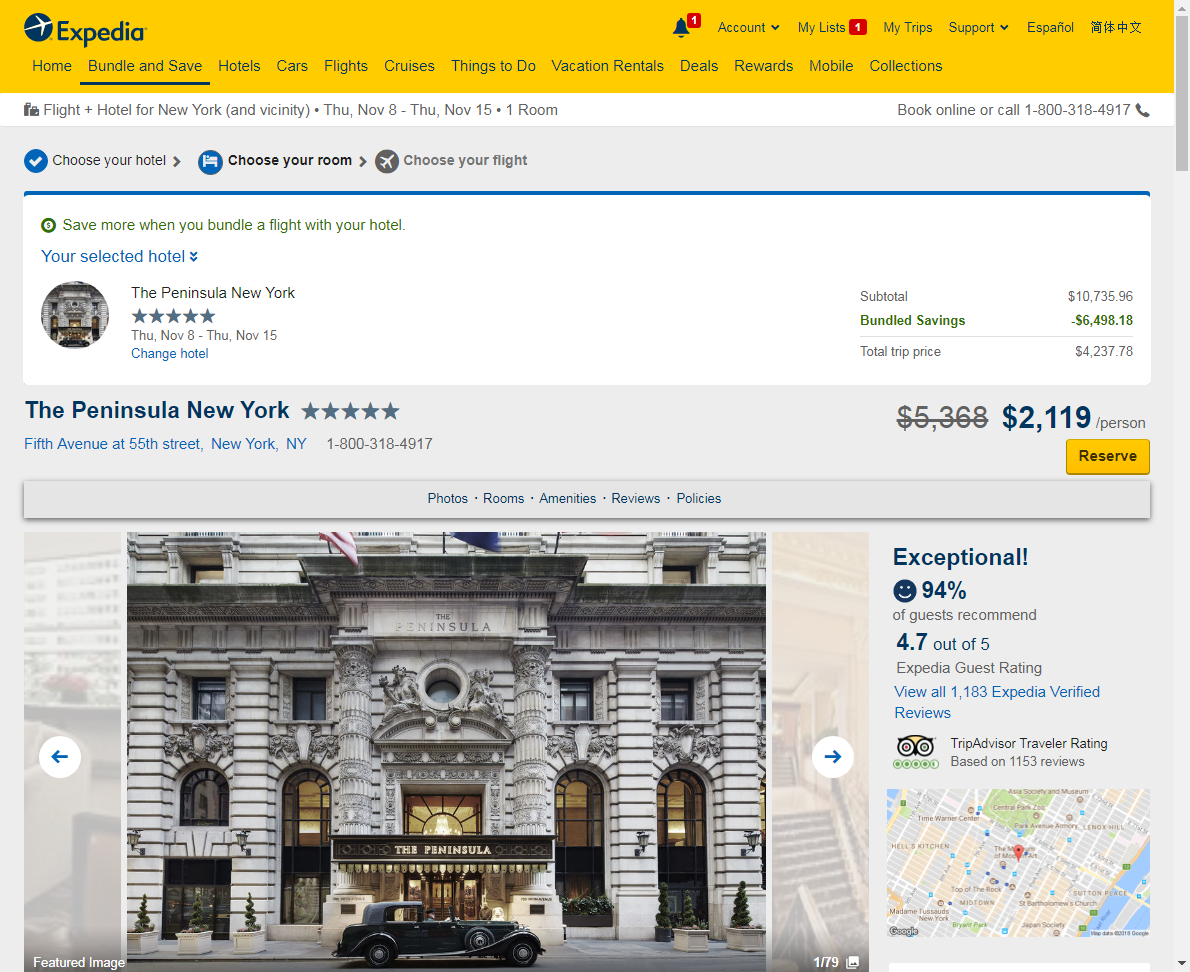 Expedia
1
Account
My Lists 1
My Trips
Support
Español
简体中文
Home
Bundle and Save
Hotels
Cars
Flights
Cruises
Things to Do
Vacation Rentals
Deals
Rewards
Mobile
Collections
Flight + Hotel for New York (and vicinity) • Thu, Nov 8 - Thu, Nov 15 • 1 Room
Book online or call 1-800-318-4917
Choose your hotel
Choose your room
Choose your flight
Save more when you bundle a flight with your hotel.
Your selected hotel
The Peninsula New York
Thu, Nov 8 - Thu, Nov 15
Change hotel
Subtotal $10,735.96
Bundled Savings -$6,498.18
Total trip price $4,237.78
The Peninsula New York
$5,368 $2,119 /person
Fifth Avenue at 55th street, New York, NY 1-800-318-4917
Reserve
Photos · Rooms · Amenities · Reviews · Policies
THE
PENINSULA
THE PENINSULA
Featured Image
1/79
Exceptional!
94%
of guests recommend
4.7 out of 5
Expedia Guest Rating
View all 1,183 Expedia Verified
Reviews
TripAdvisor Traveler Rating
Based on 1153 reviews
Asia Society and Museum
Central Park Zoo
Time Warner Center
Park Avenue Armory
LENOX HILL
HELL'S KITCHEN
The Museum
of Modern Art
Top of The Rock
SUTTON PLACE
MIDTOWN
St Bartholomew's Church
Madame Tussauds
New York
Bryant Park
Japan Society
Google
Map data ©2018 Google